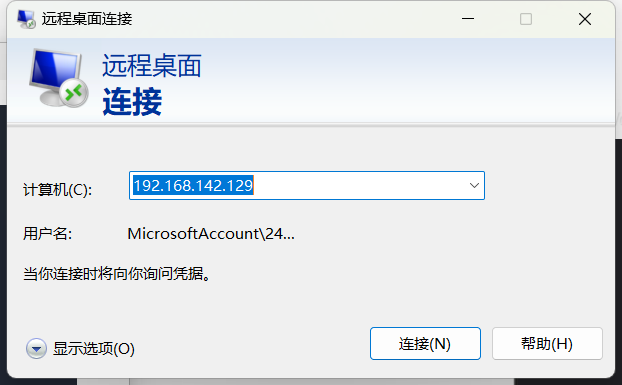 远程桌面连接
远程桌面
连接
计算机(C): 192.168.142.129
用户名: MicrosoftAccount\24...
当你连接时将向你询问凭据。
显示选项(O) 连接(N) 帮助(H)